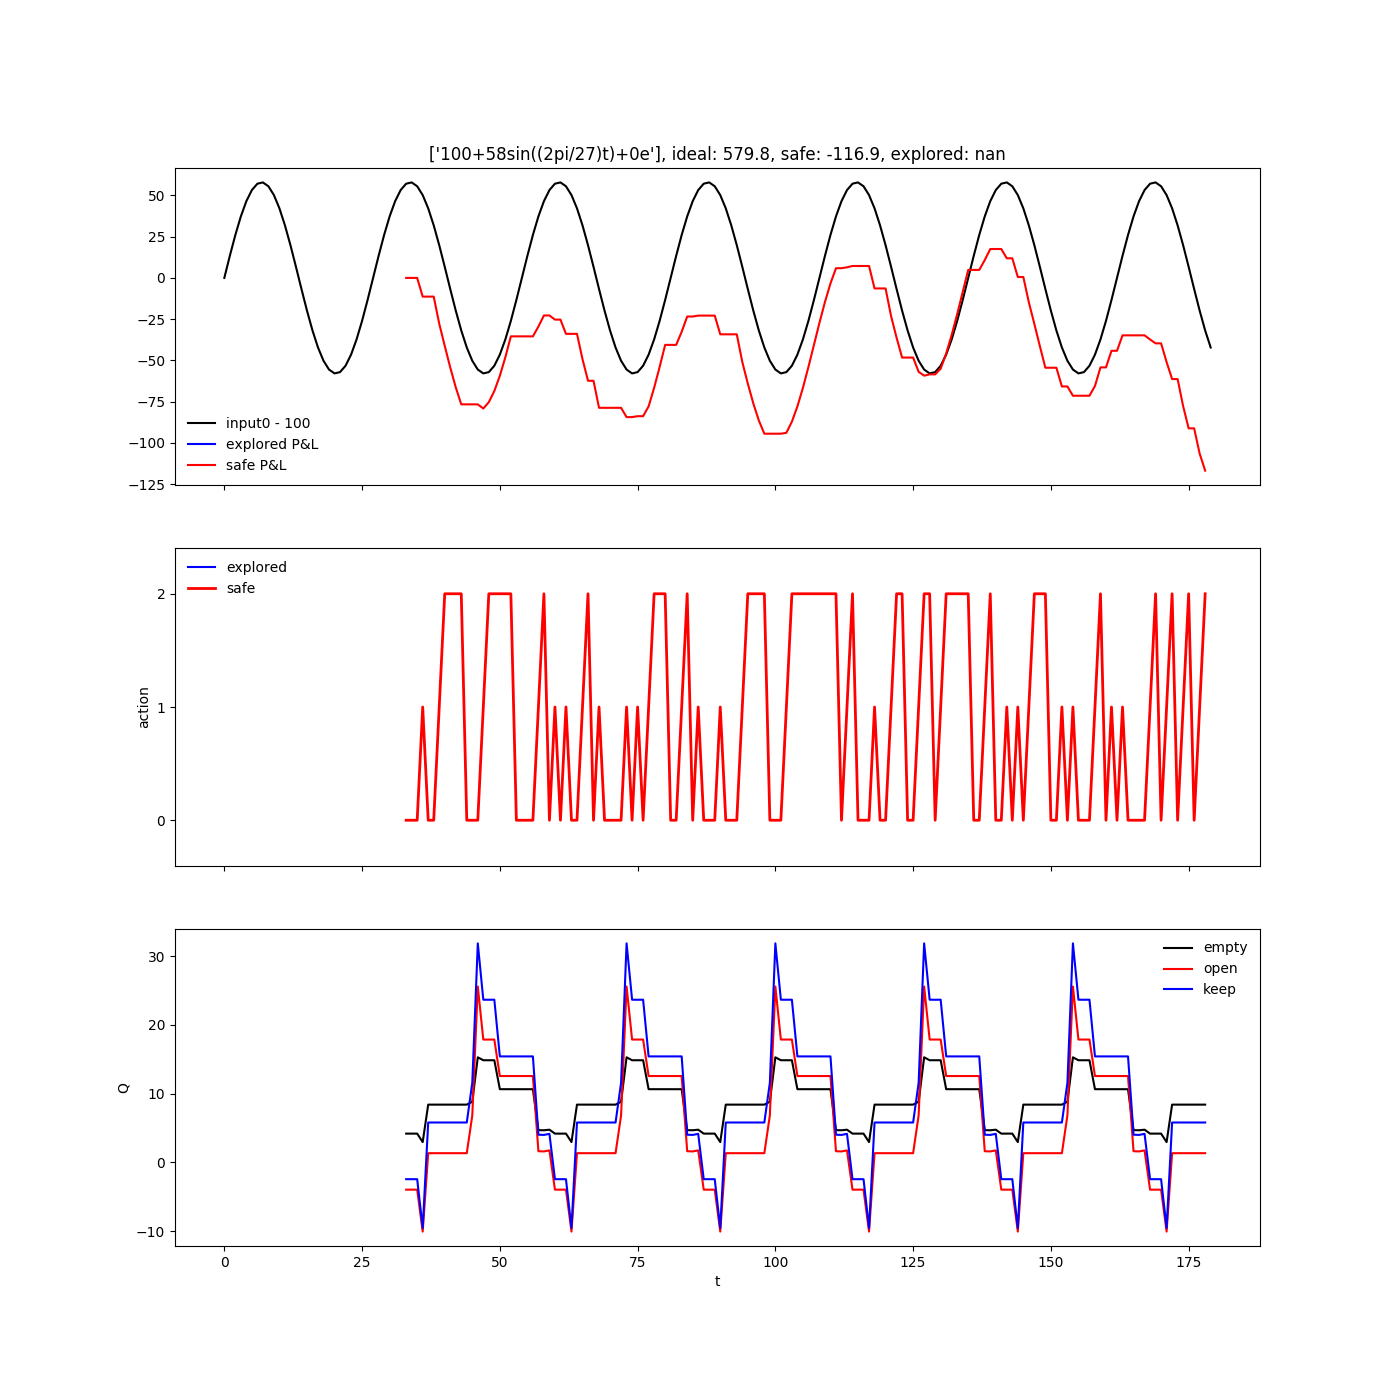 ['100+58sin((2pi/27)t)+0e'], ideal: 579.8, safe: -116.9, explored: nan
50
25
0
−25
−50
−75
−100
−125
input0 - 100
explored P&L
safe P&L
explored
safe
2
1
0
action
empty
open
keep
30
20
10
0
−10
Q
0 25 50 75 100 125 150 175
t